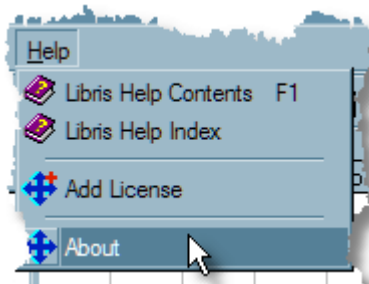 Help
Libris Help Contents F1
Libris Help Index
Add License
About